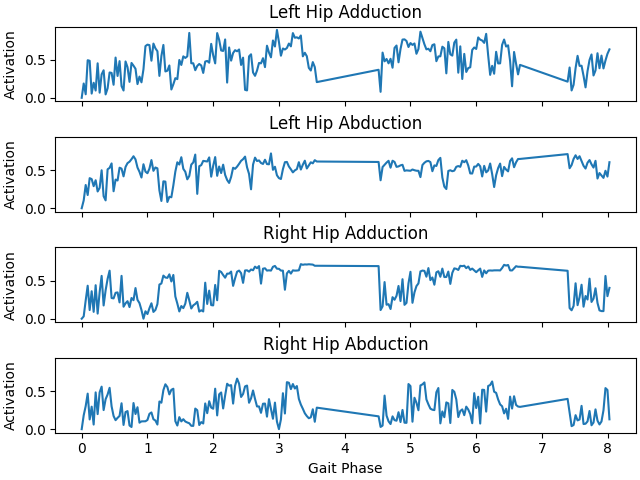 Left Hip Adduction
Activation
0.5
0.0
Left Hip Abduction
Activation
0.5
0.0
Right Hip Adduction
Activation
0.5
0.0
Right Hip Abduction
Activation
0.5
0.0
0 1 2 3 4 5 6 7 8
Gait Phase